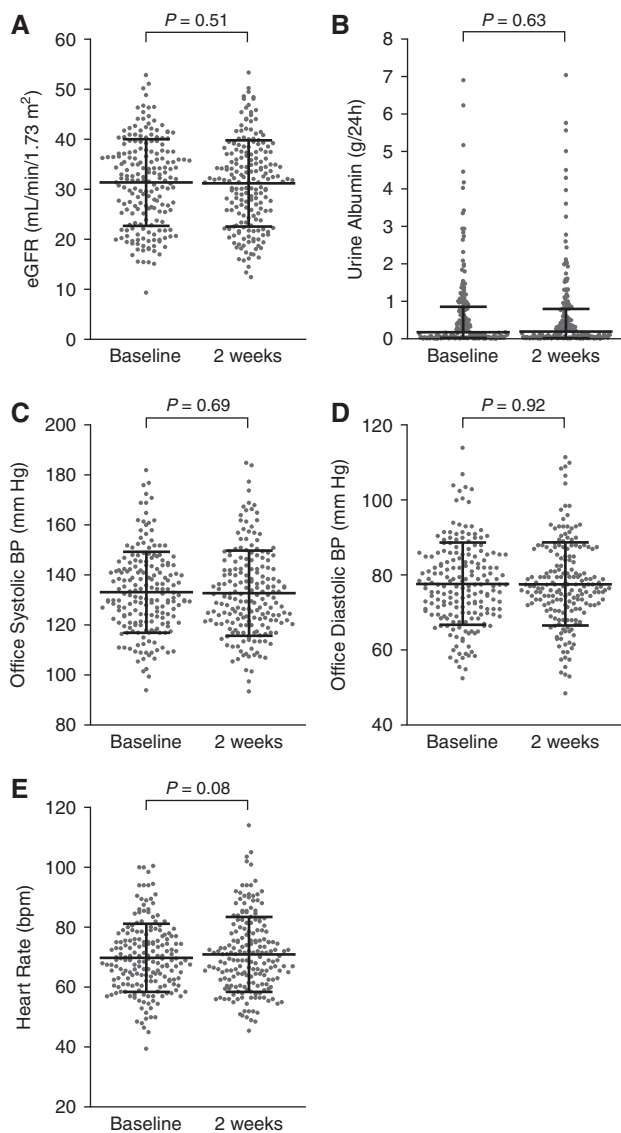 A
P = 0.51
eGFR (mL/min/1.73 m²)
60
50
40
30
20
10
0
Baseline
2 weeks
B
P = 0.63
Urine Albumin (g/24h)
8
7
6
5
4
3
2
1
0
Baseline
2 weeks
C
P = 0.69
Office Systolic BP (mm Hg)
200
180
160
140
120
100
80
Baseline
2 weeks
D
P = 0.92
Office Diastolic BP (mm Hg)
120
100
80
60
40
Baseline
2 weeks
E
P = 0.08
Heart Rate (bpm)
120
100
80
60
40
20
Baseline
2 weeks